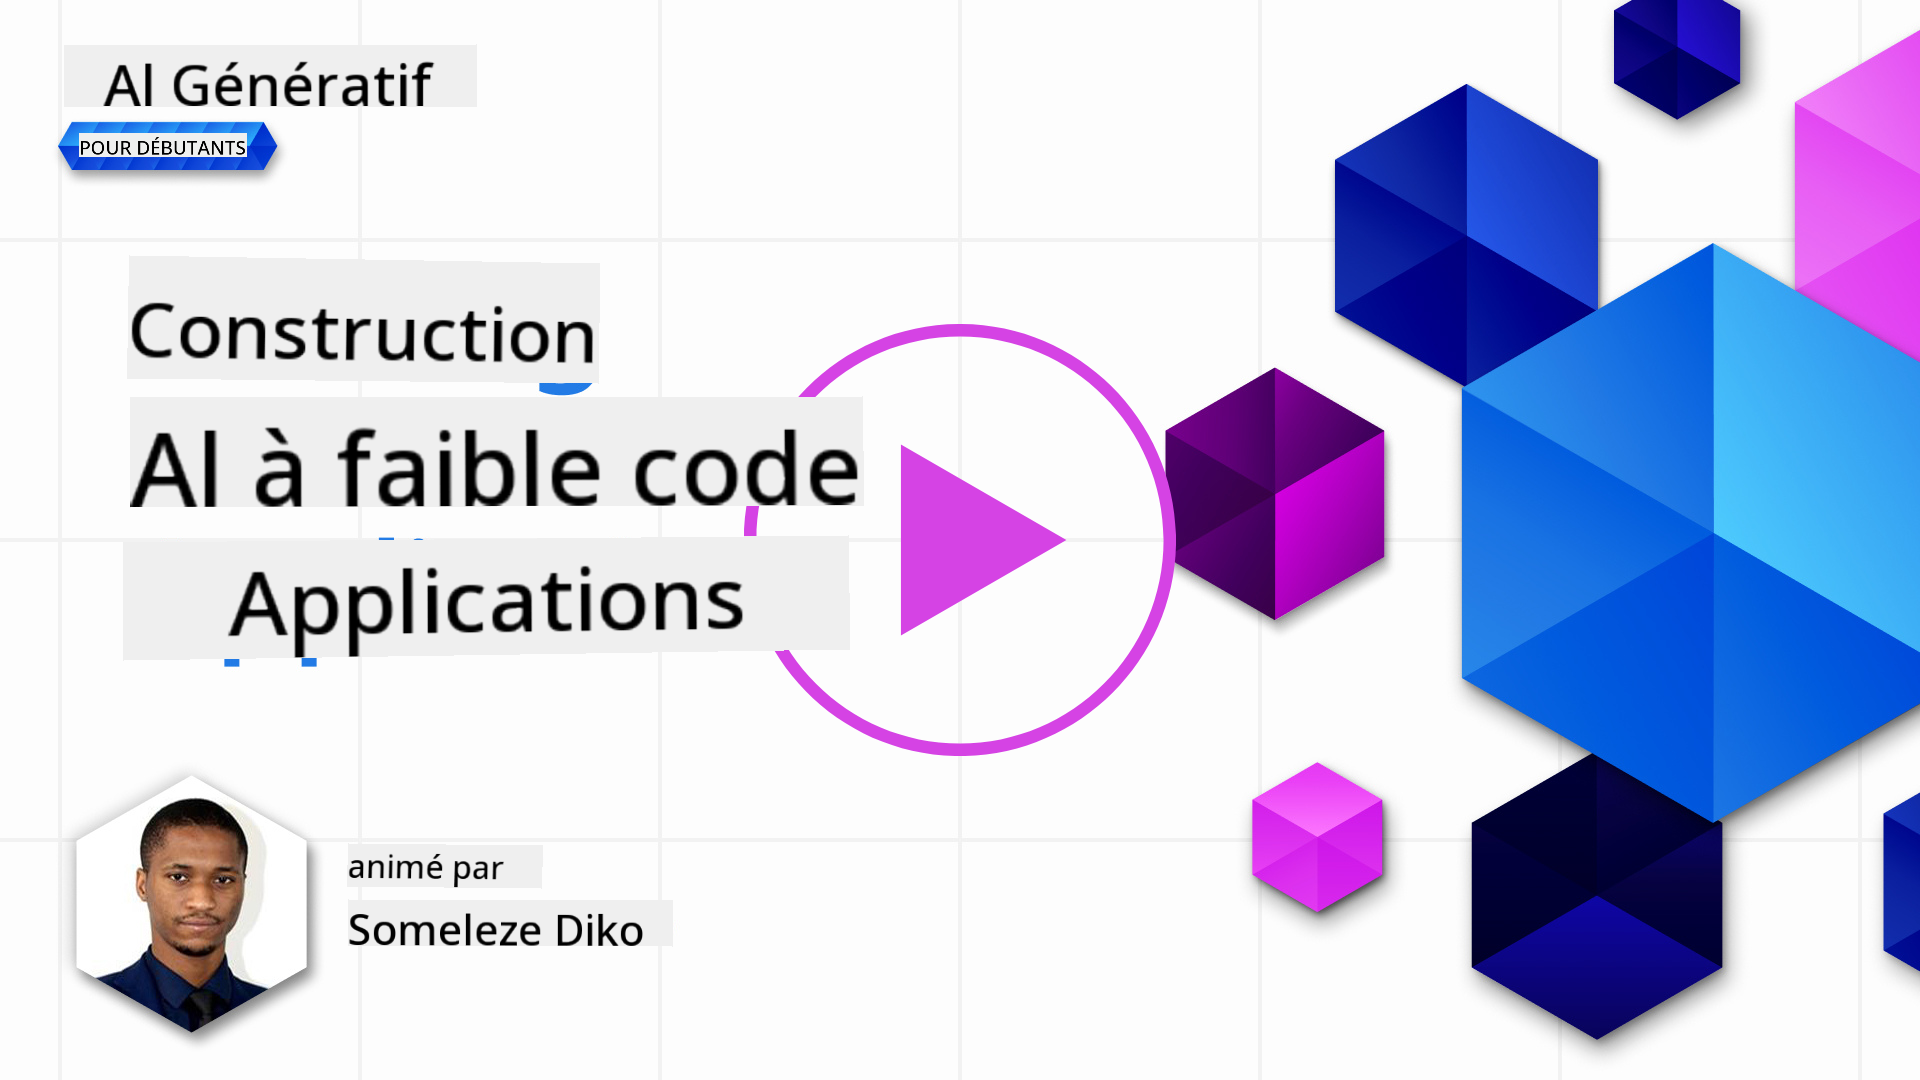 Al Génératif
POUR DÉBUTANTS
Construction
Al à faible code
Applications
animé par
Someleze Diko